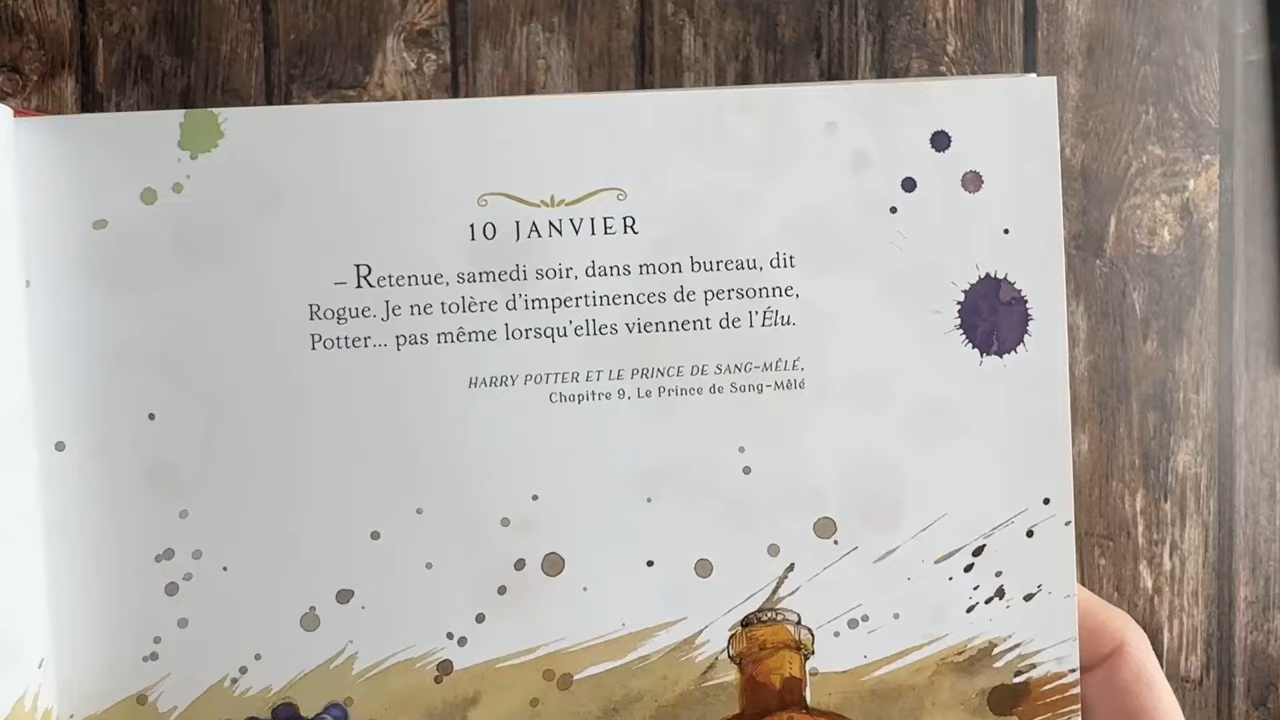 10 JANVIER
– Retenue, samedi soir, dans mon bureau, dit
Rogue. Je ne tolère d'impertinences de personne,
Potter... pas même lorsqu'elles viennent de l'Élu.
HARRY POTTER ET LE PRINCE DE SANG-MÊLÉ,
Chapitre 9, Le Prince de Sang-Mêlé